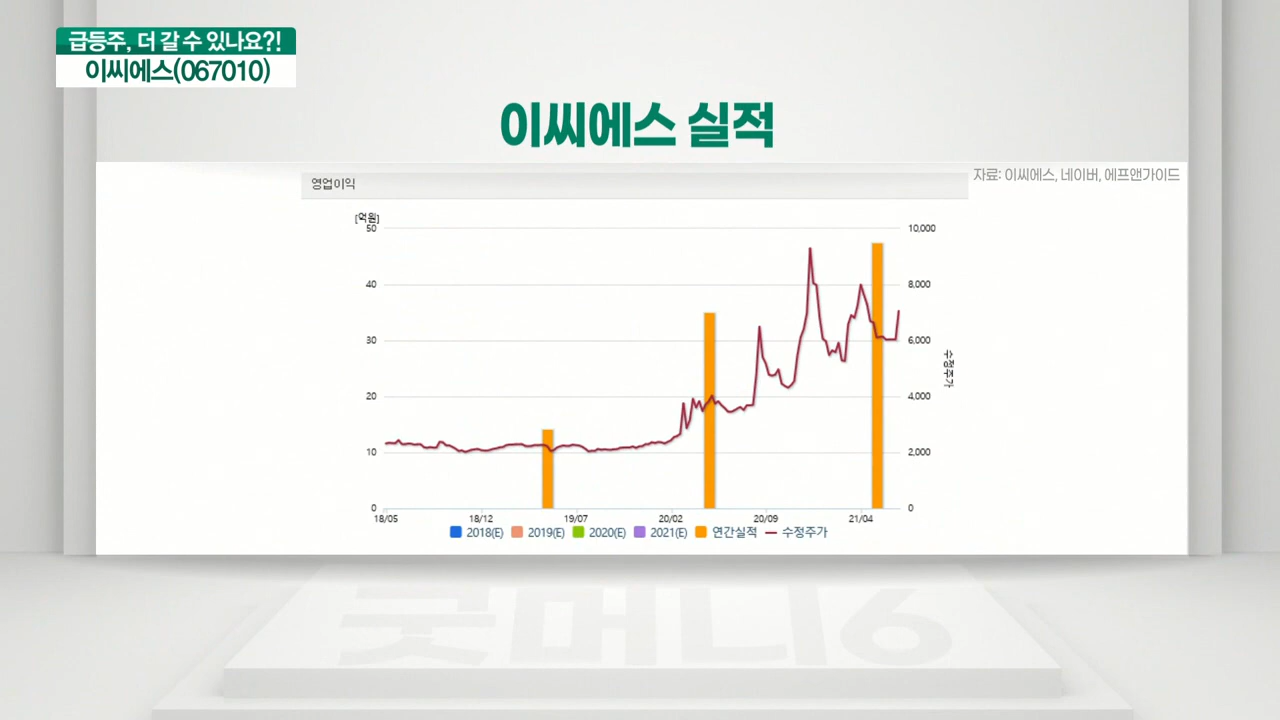 급등주, 더 갈 수 있나요?!
이씨에스(067010)
이씨에스 실적
자료: 이씨에스, 네이버, 에프앤가이드
영업이익
[억원]
50
40
30
20
10
0
10,000
8,000
6,000
4,000
2,000
0
수정주가
18/05 18/12 19/07 20/02 20/09 21/04
2018(E) 2019(E) 2020(E) 2021(E) 연간실적 수정주가
굿머니6